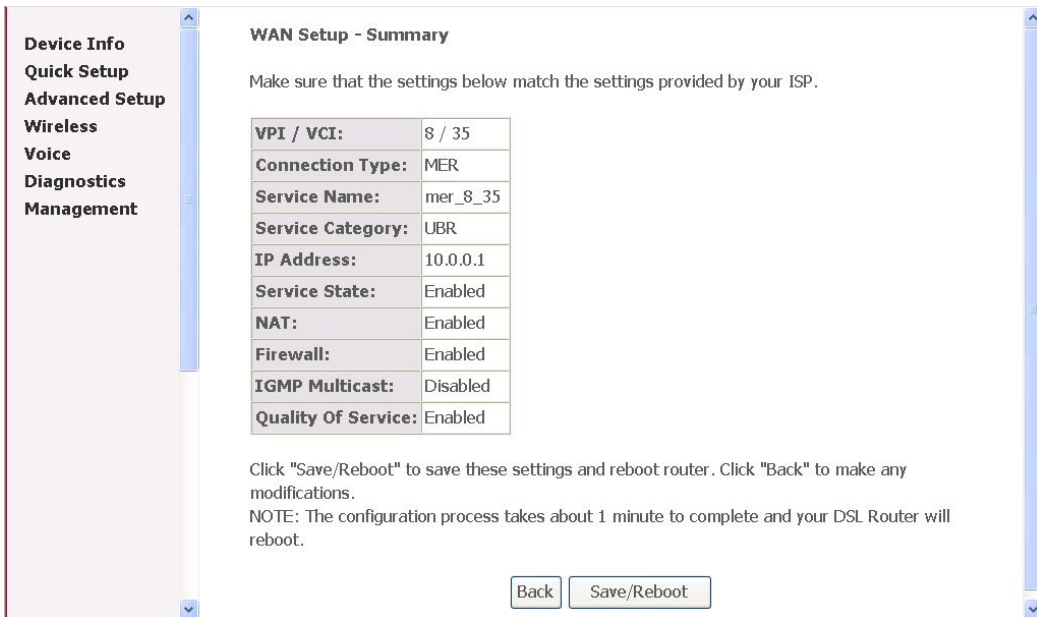 Device Info
Quick Setup
Advanced Setup
Wireless
Voice
Diagnostics
Management
WAN Setup - Summary
Make sure that the settings below match the settings provided by your ISP.
VPI / VCI: 8 / 35
Connection Type: MER
Service Name: mer_8_35
Service Category: UBR
IP Address: 10.0.0.1
Service State: Enabled
NAT: Enabled
Firewall: Enabled
IGMP Multicast: Disabled
Quality Of Service: Enabled
Click "Save/Reboot" to save these settings and reboot router. Click "Back" to make any
modifications.
NOTE: The configuration process takes about 1 minute to complete and your DSL Router will
reboot.
Back Save/Reboot